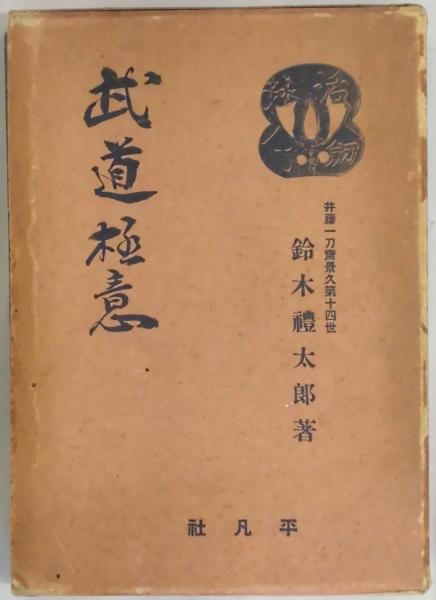 井藤一刀齋景久第十四世
鈴木禮太郎著
武道極意
平凡社